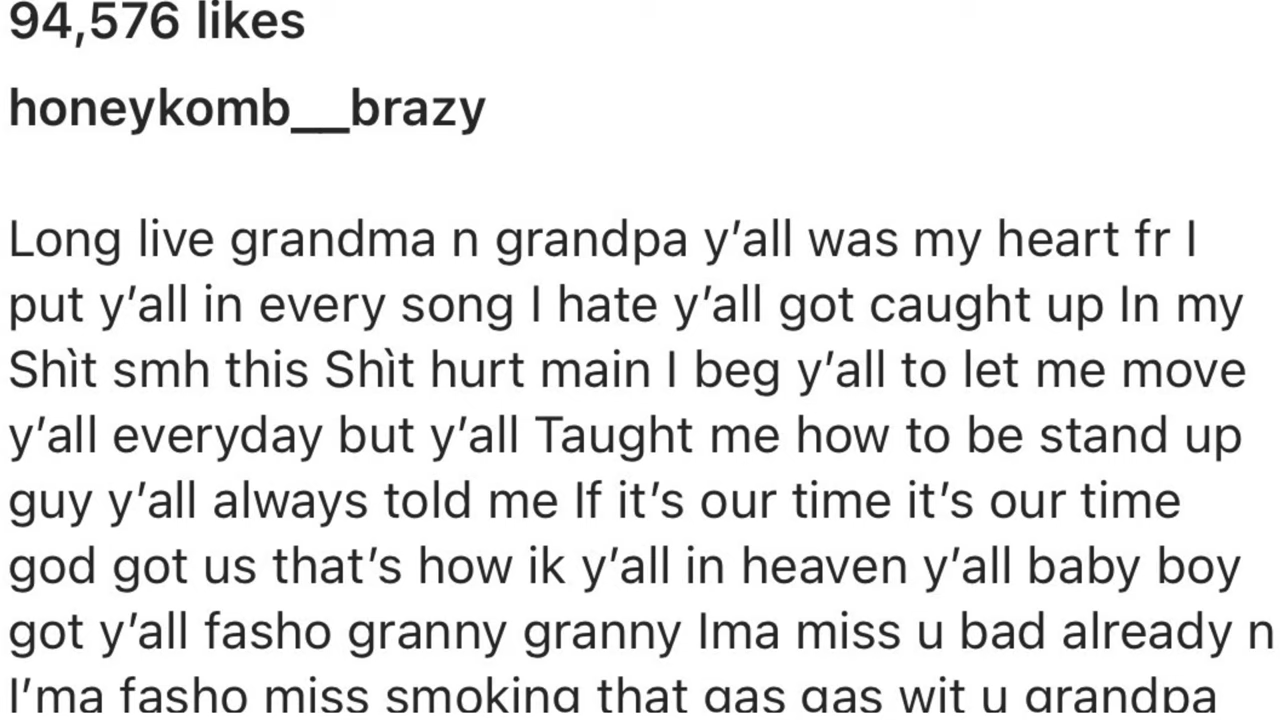 94,576 likes
honeykomb__brazy
Long live grandma n grandpa y’all was my heart fr I
put y’all in every song I hate y’all got caught up In my
Shìt smh this Shìt hurt main I beg y’all to let me move
y’all everyday but y’all Taught me how to be stand up
guy y’all always told me If it’s our time it’s our time
god got us that’s how ik y’all in heaven y’all baby boy
got y’all fasho granny granny Ima miss u bad already n
I’ma fasho miss smoking that gas gas wit u grandpa